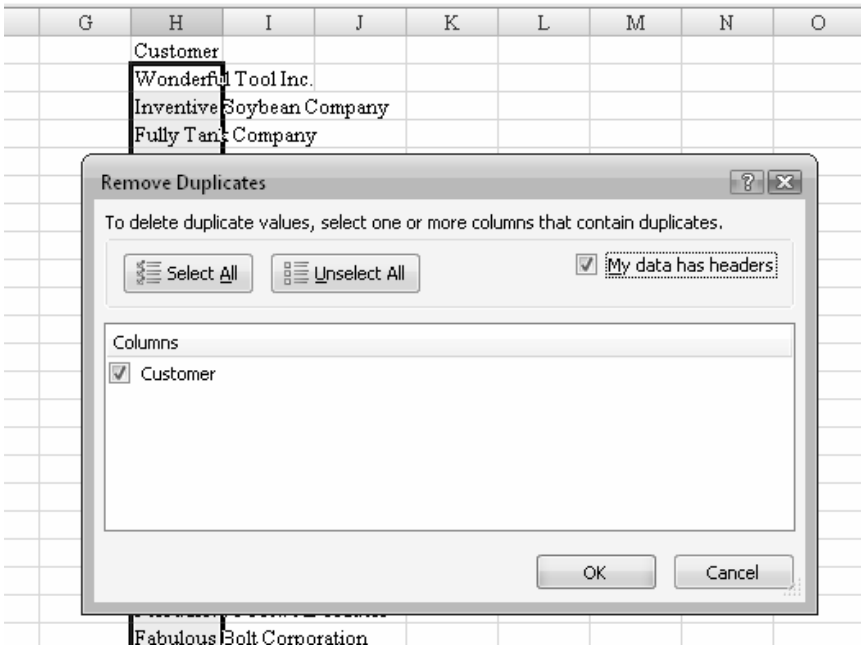 G H I J K L M N O
Customer
Wonderful Tool Inc.
Inventive Soybean Company
Fully Tank Company
Remove Duplicates
To delete duplicate values, select one or more columns that contain duplicates.
Select All Unselect All My data has headers
Columns
Customer
OK Cancel
Fabulous Bolt Corporation